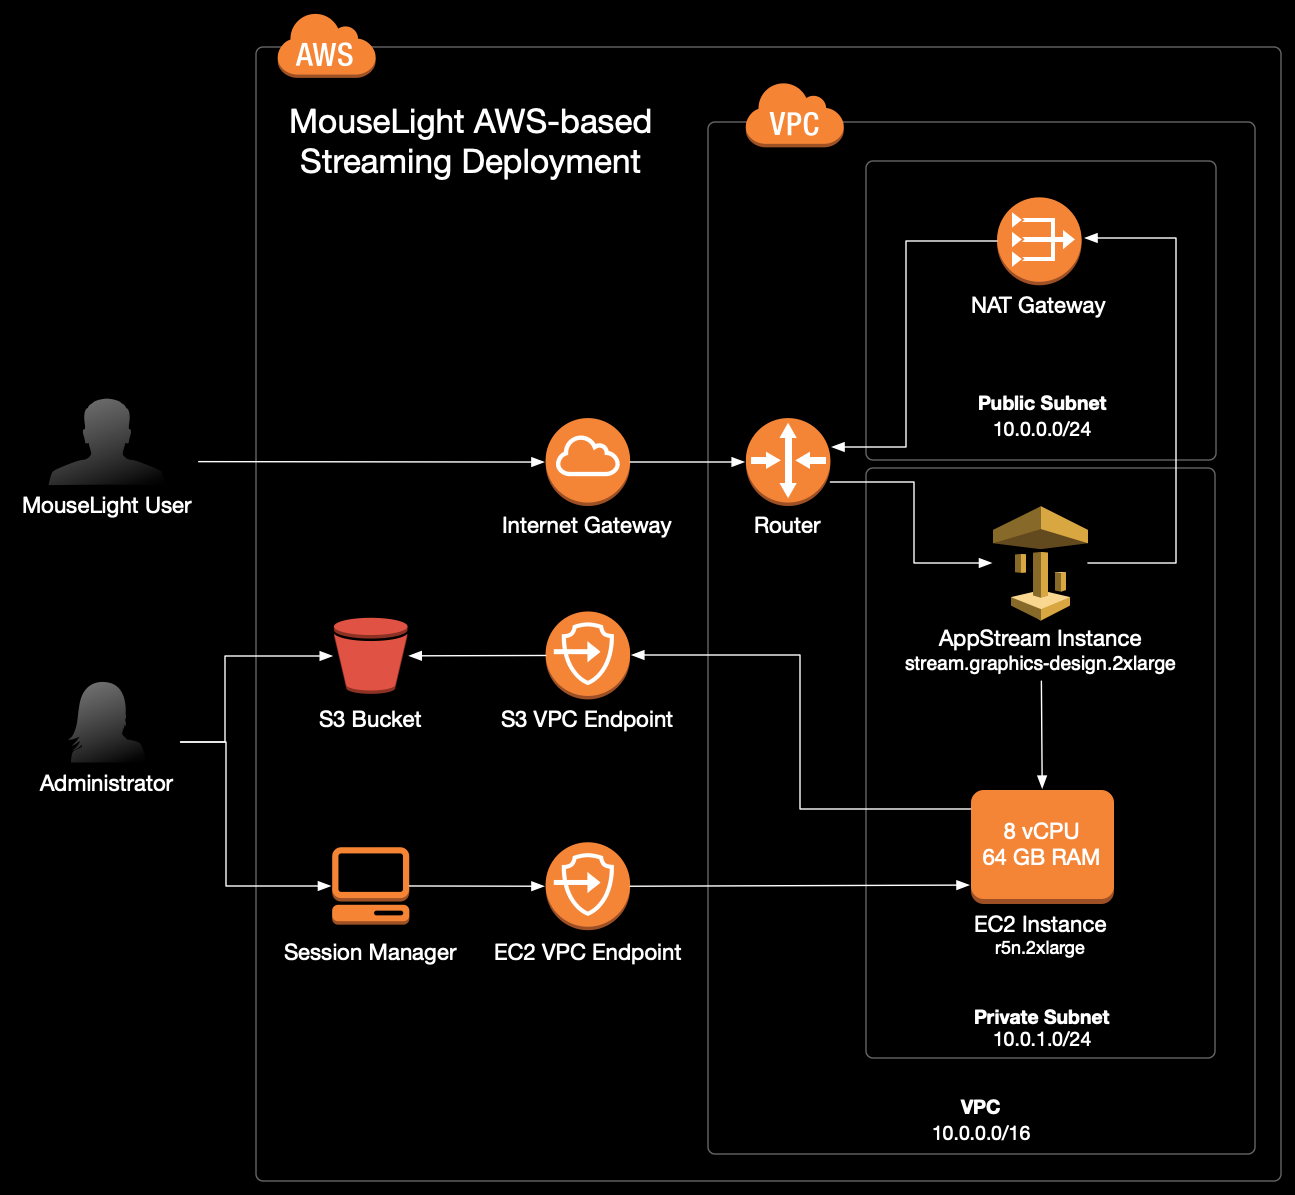 AWS
MouseLight AWS-based
Streaming Deployment
VPC
NAT Gateway
Public Subnet
10.0.0.0/24
MouseLight User
Internet Gateway
Router
AppStream Instance
stream.graphics-design.2xlarge
S3 Bucket
S3 VPC Endpoint
Administrator
8 vCPU
64 GB RAM
EC2 Instance
r5n.2xlarge
Session Manager
EC2 VPC Endpoint
Private Subnet
10.0.1.0/24
VPC
10.0.0.0/16